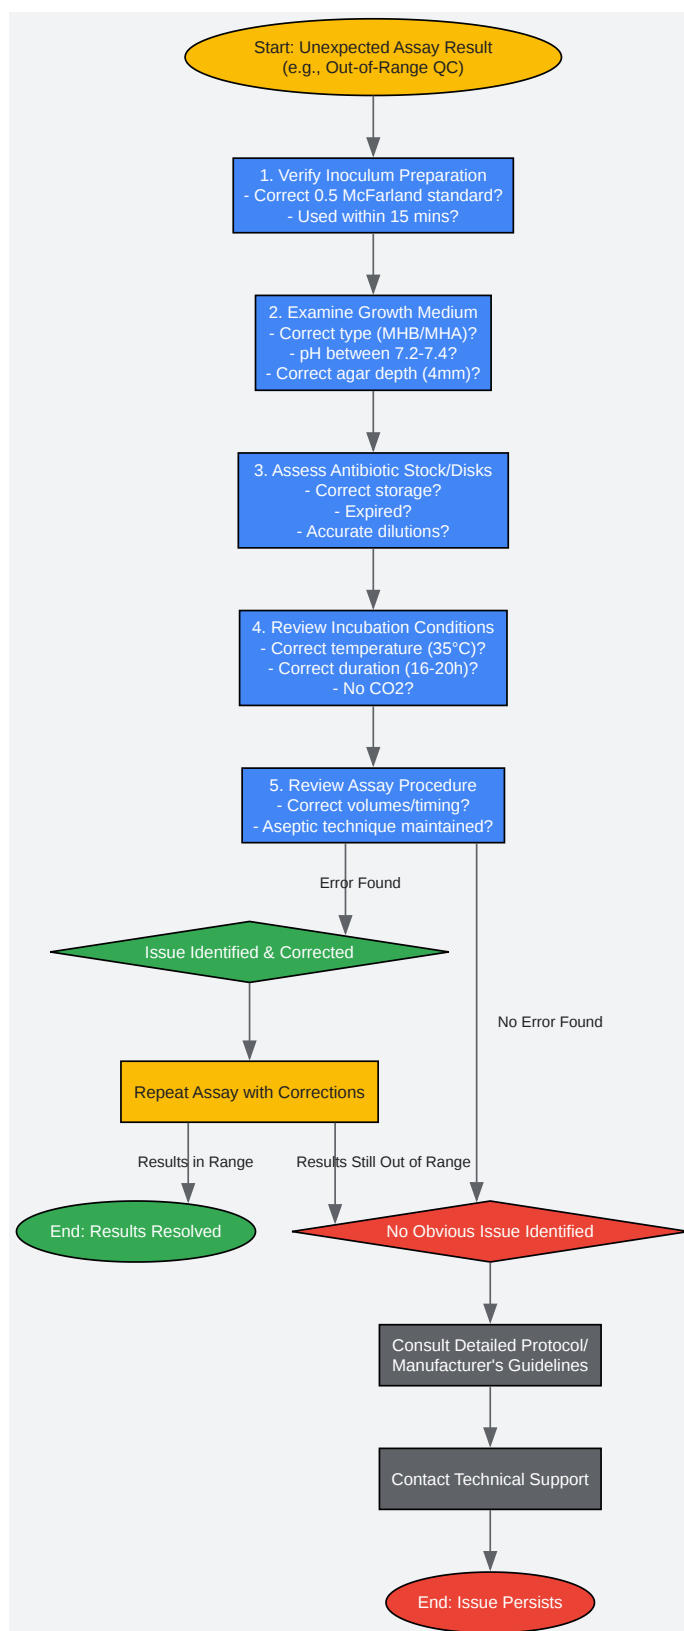 Start: Unexpected Assay Result
(e.g., Out-of-Range QC)
1. Verify Inoculum Preparation
- Correct 0.5 McFarland standard?
- Used within 15 mins?
2. Examine Growth Medium
- Correct type (MHB/MHA)?
- pH between 7.2-7.4?
- Correct agar depth (4mm)?
3. Assess Antibiotic Stock/Disks
- Correct storage?
- Expired?
- Accurate dilutions?
4. Review Incubation Conditions
- Correct temperature (35°C)?
- Correct duration (16-20h)?
- No CO2?
5. Review Assay Procedure
- Correct volumes/timing?
- Aseptic technique maintained?
Error Found
Issue Identified & Corrected
No Error Found
Repeat Assay with Corrections
Results in Range
Results Still Out of Range
End: Results Resolved
No Obvious Issue Identified
Consult Detailed Protocol/
Manufacturer's Guidelines
Contact Technical Support
End: Issue Persists